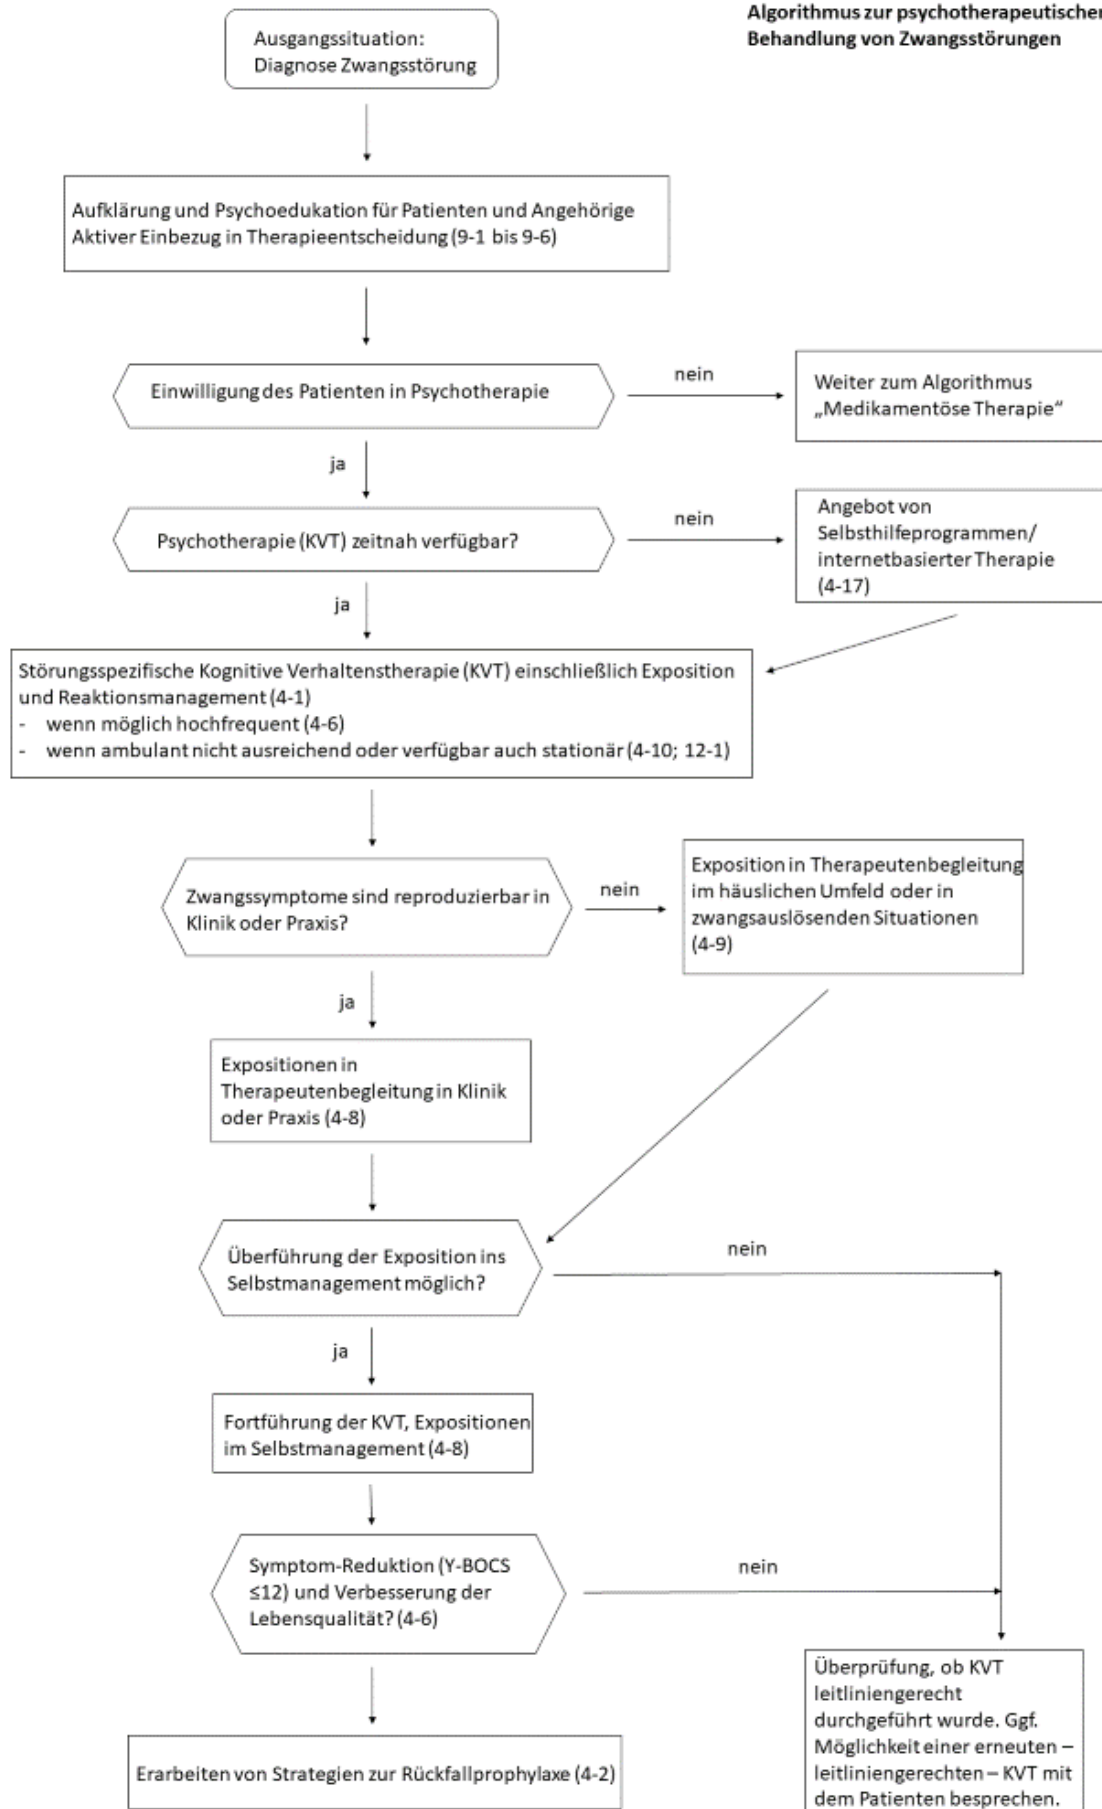 Algorithmus zur psychotherapeutischen
Behandlung von Zwangsstörungen
Ausgangssituation:
Diagnose Zwangsstörung
Aufklärung und Psychoedukation für Patienten und Angehörige
Aktiver Einbezug in Therapieentscheidung (9-1 bis 9-6)
Einwilligung des Patienten in Psychotherapie
nein
Weiter zum Algorithmus
„Medikamentöse Therapie“
ja
Psychotherapie (KVT) zeitnah verfügbar?
nein
Angebot von
Selbsthilfeprogrammen/
internetbasierter Therapie
(4-17)
ja
Störungsspezifische Kognitive Verhaltenstherapie (KVT) einschließlich Exposition
und Reaktionsmanagement (4-1)
- wenn möglich hochfrequent (4-6)
- wenn ambulant nicht ausreichend oder verfügbar auch stationär (4-10; 12-1)
Zwangssymptome sind reproduzierbar in
Klinik oder Praxis?
nein
Exposition in Therapeutenbegleitung
im häuslichen Umfeld oder in
zwangsauslösenden Situationen
(4-9)
ja
Expositionen in
Therapeutenbegleitung in Klinik
oder Praxis (4-8)
Überführung der Exposition ins
Selbstmanagement möglich?
nein
ja
Fortführung der KVT, Expositionen
im Selbstmanagement (4-8)
Symptom-Reduktion (Y-BOCS
≤12) und Verbesserung der
Lebensqualität? (4-6)
nein
Überprüfung, ob KVT
leitliniengerecht
durchgeführt wurde. Ggf.
Möglichkeit einer erneuten –
leitliniengerechten – KVT mit
dem Patienten besprechen.
Erarbeiten von Strategien zur Rückfallprophylaxe (4-2)